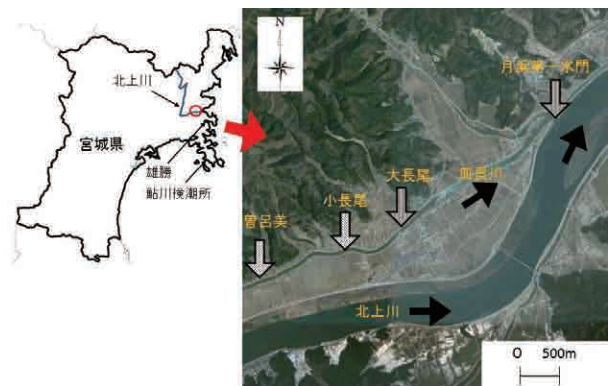 北上川
宮城県
雄勝
鮎川検潮所
N
月浜第一水門
皿貝川
大長尾
小長尾
曽呂美
北上川
0 500m